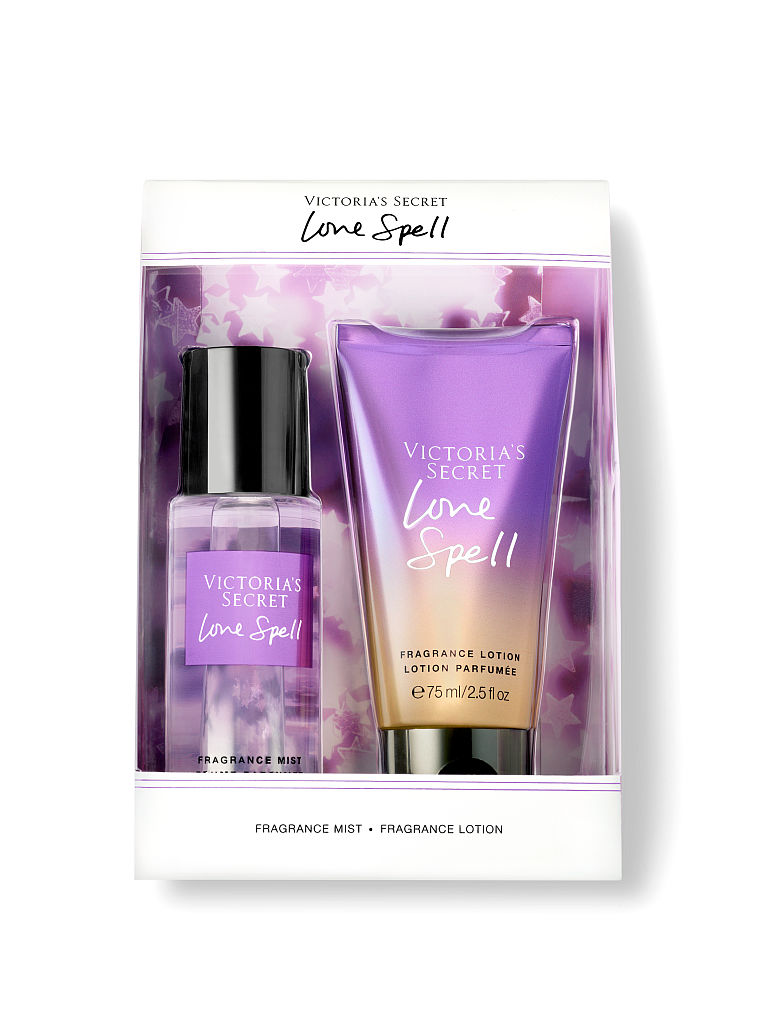 VICTORIA'S SECRET
Love Spell
VICTORIA'S
SECRET
Love
Spell
FRAGRANCE LOTION
LOTION PARFUMÉE
℮75 ml/2.5 fl oz
VICTORIA'S
SECRET
Love Spell
FRAGRANCE MIST
FRAGRANCE MIST • FRAGRANCE LOTION